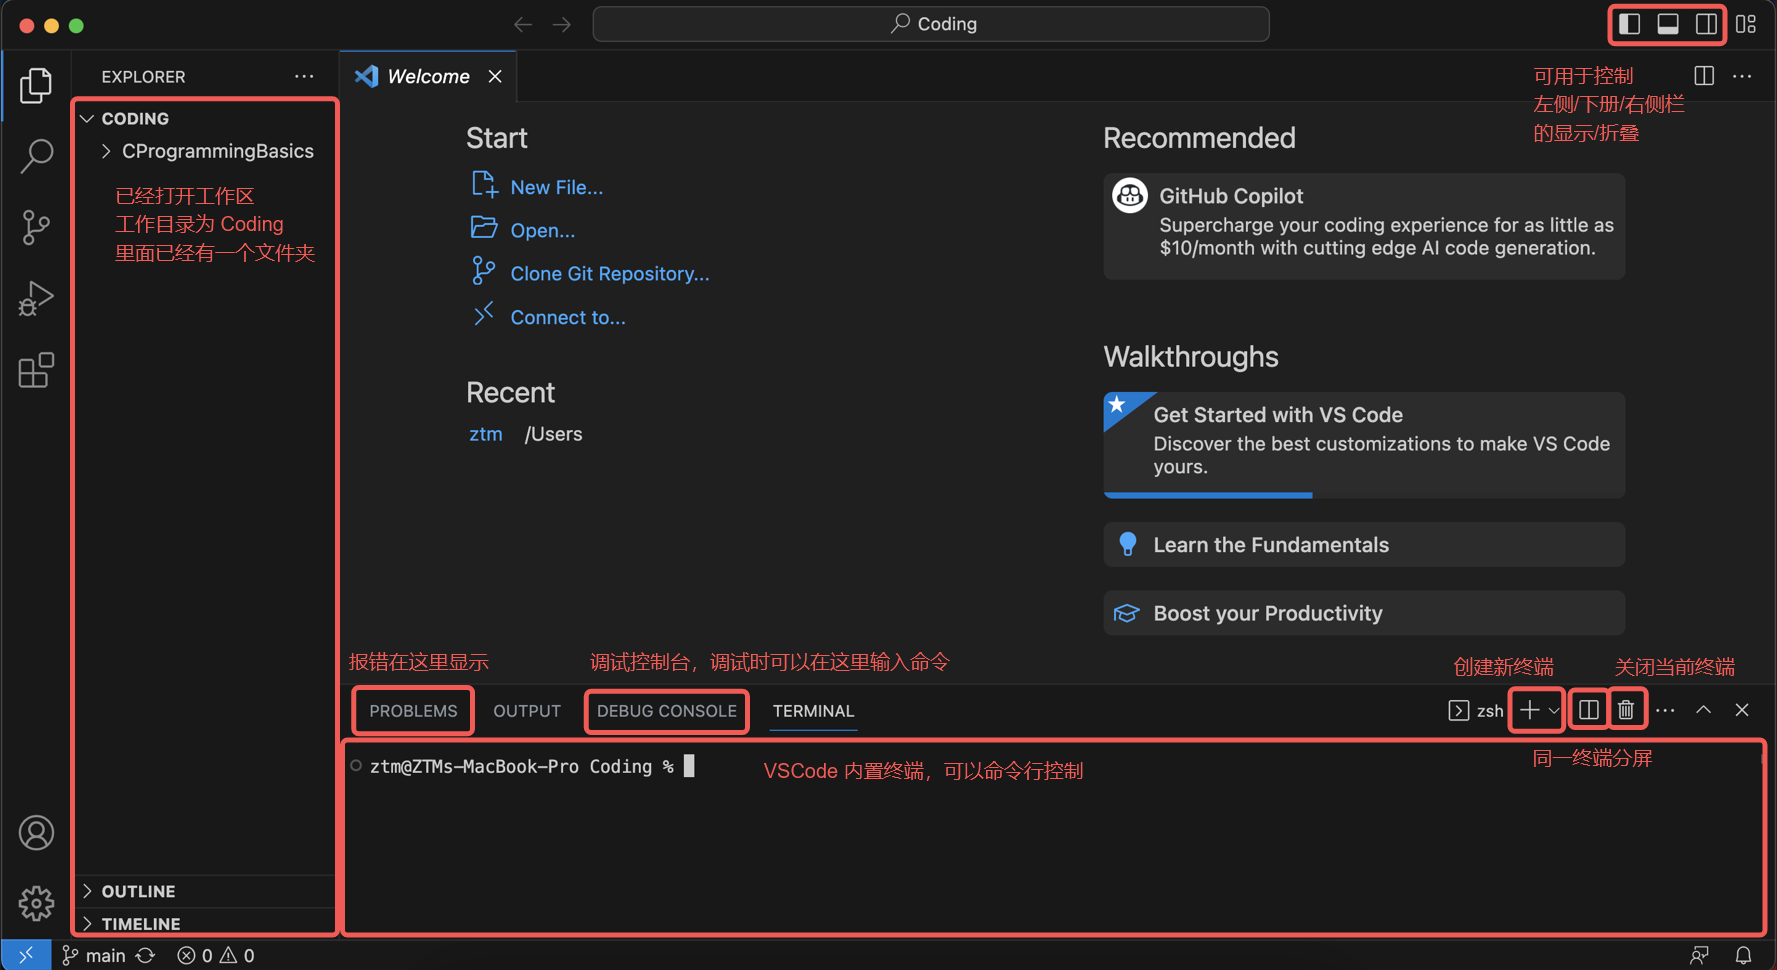 Coding
EXPLORER
Welcome
可用于控制
左侧/下册/右侧栏
的显示/折叠
CODING
CProgrammingBasics
已经打开工作区
工作目录为 Coding
里面已经有一个文件夹
Start
New File...
Open...
Clone Git Repository...
Connect to...
Recent
ztm /Users
Recommended
GitHub Copilot
Supercharge your coding experience for as little as
$10/month with cutting edge AI code generation.
Walkthroughs
Get Started with VS Code
Discover the best customizations to make VS Code
yours.
Learn the Fundamentals
Boost your Productivity
报错在这里显示
调试控制台，调试时可以在这里输入命令
创建新终端
关闭当前终端
PROBLEMS
OUTPUT
DEBUG CONSOLE
TERMINAL
zsh
同一终端分屏
ztm@ZTMs-MacBook-Pro Coding %
VSCode 内置终端，可以命令行控制
OUTLINE
TIMELINE
main
0
0